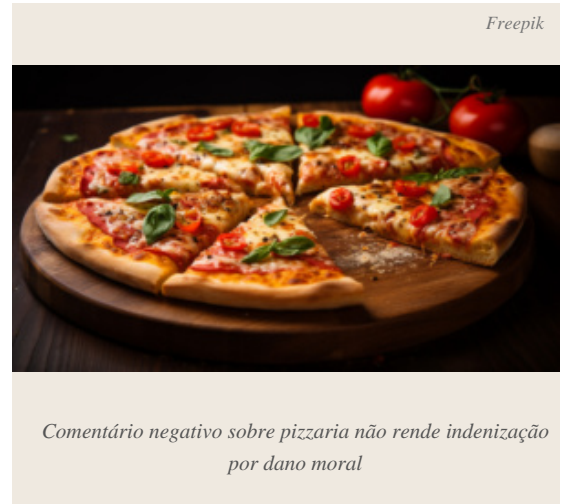 Freepik
Comentário negativo sobre pizzaria não rende indenização
por dano moral